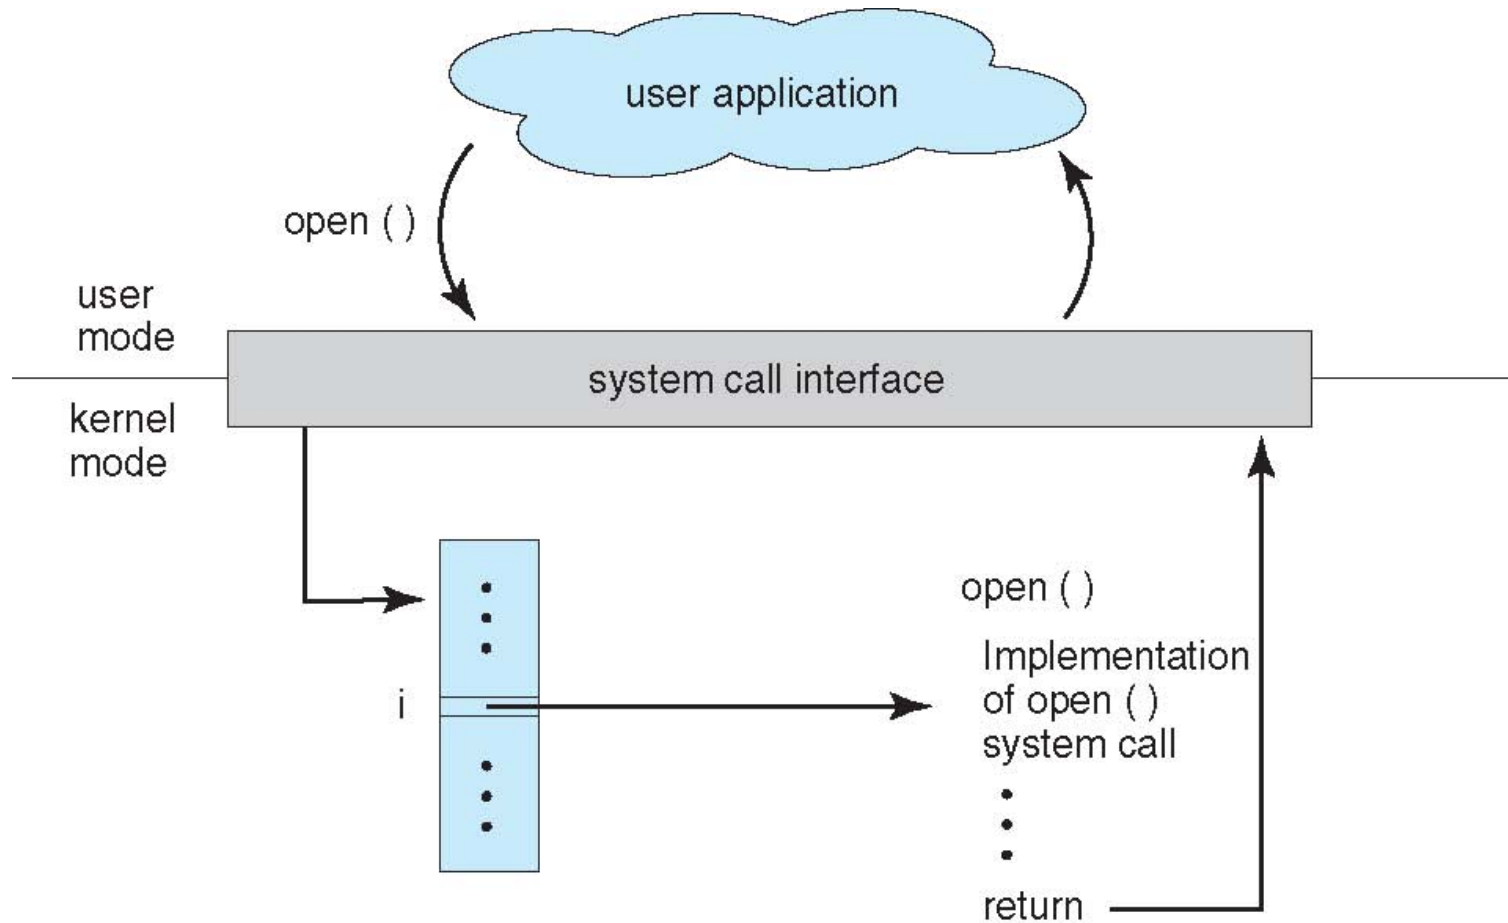 user application
open ( )
user
mode
system call interface
kernel
mode
open ( )
i
Implementation
of open ( )
system call
return